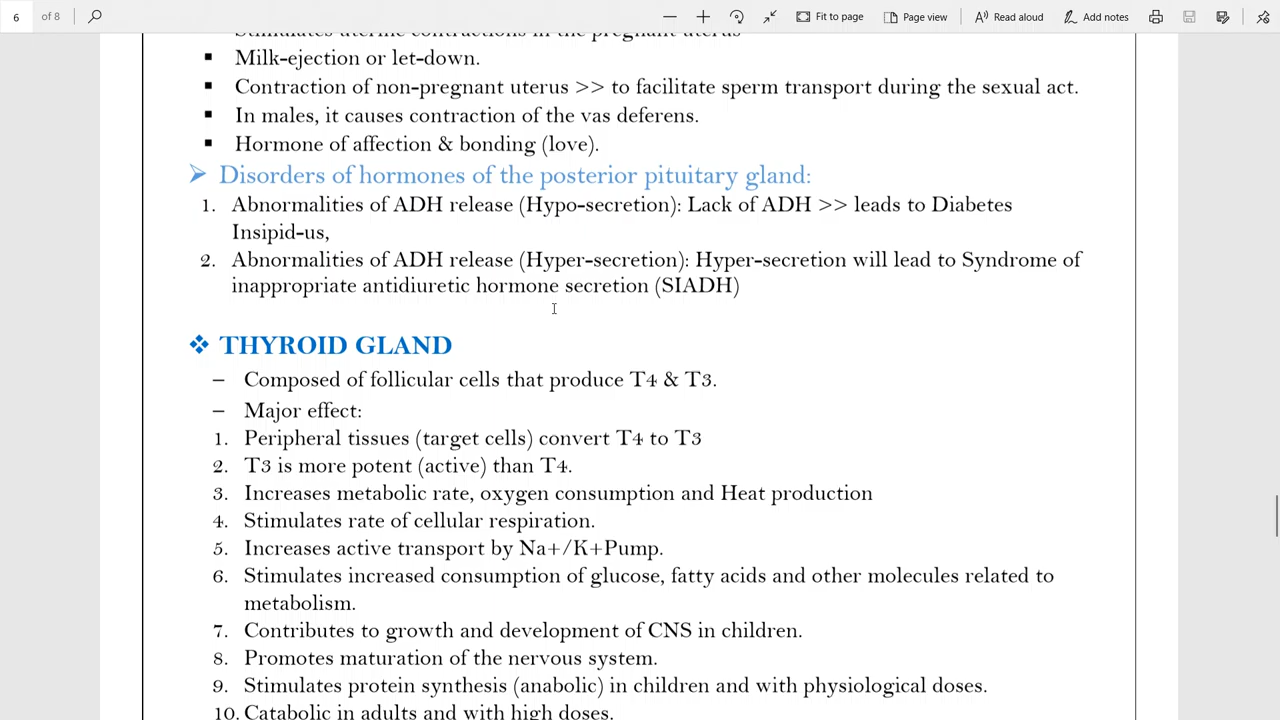 6 of 8 Fit to page Page view Read aloud Add notes
Stimulates uterine contractions in the pregnant uterus
▪ Milk-ejection or let-down.
▪ Contraction of non-pregnant uterus >> to facilitate sperm transport during the sexual act.
▪ In males, it causes contraction of the vas deferens.
▪ Hormone of affection & bonding (love).
➢ Disorders of hormones of the posterior pituitary gland:
1. Abnormalities of ADH release (Hypo-secretion): Lack of ADH >> leads to Diabetes
Insipid-us,
2. Abnormalities of ADH release (Hyper-secretion): Hyper-secretion will lead to Syndrome of
inappropriate antidiuretic hormone secretion (SIADH)
❖ THYROID GLAND
– Composed of follicular cells that produce T4 & T3.
– Major effect:
1. Peripheral tissues (target cells) convert T4 to T3
2. T3 is more potent (active) than T4.
3. Increases metabolic rate, oxygen consumption and Heat production
4. Stimulates rate of cellular respiration.
5. Increases active transport by Na+/K+Pump.
6. Stimulates increased consumption of glucose, fatty acids and other molecules related to
metabolism.
7. Contributes to growth and development of CNS in children.
8. Promotes maturation of the nervous system.
9. Stimulates protein synthesis (anabolic) in children and with physiological doses.
10. Catabolic in adults and with high doses.